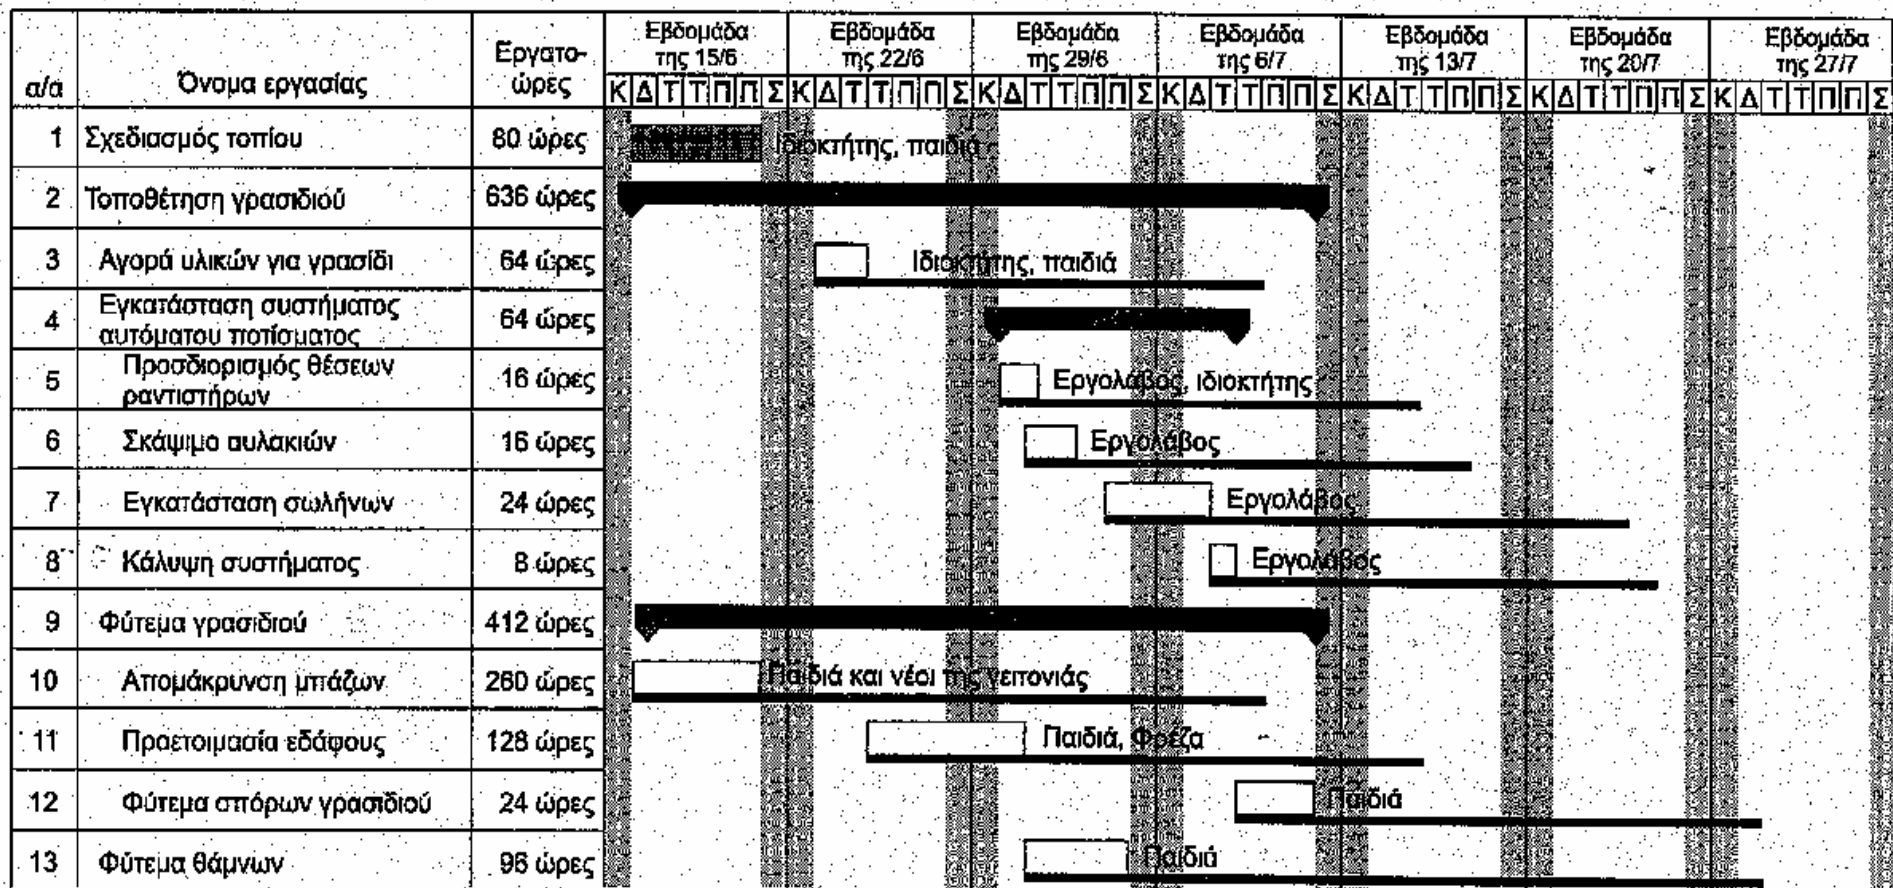 α/α Όνομα εργασίας Εργατο-ώρες Εβδομάδα της 15/6 Εβδομάδα της 22/6 Εβδομάδα της 29/6 Εβδομάδα της 6/7 Εβδομάδα της 13/7 Εβδομάδα της 20/7 Εβδομάδα της 27/7
Κ Δ Τ Τ Π Π Σ Κ Δ Τ Τ Π Π Σ Κ Δ Τ Τ Π Π Σ Κ Δ Τ Τ Π Π Σ Κ Δ Τ Τ Π Π Σ Κ Δ Τ Τ Π Π Σ Κ Δ Τ Τ Π Π Σ
1 Σχεδιασμός τοπίου 80 ώρες Ιδιοκτήτης, παιδιά
2 Τοποθέτηση γρασιδιού 636 ώρες
3 Αγορά υλικών για γρασίδι 64 ώρες Ιδιοκτήτης, παιδιά
4 Εγκατάσταση συστήματος
αυτόματου ποτίσματος 64 ώρες
5 Προσδιορισμός θέσεων
ραντιστήρων 16 ώρες Εργολάβος, ιδιοκτήτης
6 Σκάψιμο αυλακιών 16 ώρες Εργολάβος
7 Εγκατάσταση σωλήνων 24 ώρες Εργολάβος
8 Κάλυψη συστήματος 8 ώρες Εργολάβος
9 Φύτεμα γρασιδιού 412 ώρες
10 Απομάκρυνση μπάζων 260 ώρες Παιδιά και νέοι της γειτονιάς
11 Προετοιμασία εδάφους 128 ώρες Παιδιά, Φρέζα
12 Φύτεμα σπόρων γρασιδιού 24 ώρες Παιδιά
13 Φύτεμα θάμνων 96 ώρες Παιδιά